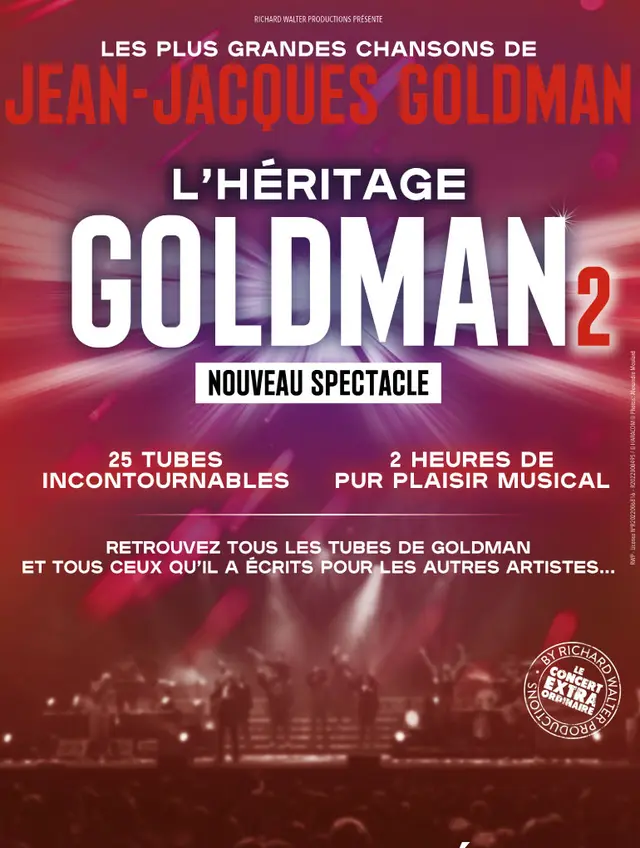 RICHARD WALTER PRODUCTIONS PRÉSENTE
LES PLUS GRANDES CHANSONS DE
JEAN-JACQUES GOLDMAN
L'HÉRITAGE
GOLDMAN 2
NOUVEAU SPECTACLE
25 TUBES
INCONTOURNABLES
2 HEURES DE
PUR PLAISIR MUSICAL
RETROUVEZ TOUS LES TUBES DE GOLDMAN
ET TOUS CEUX QU'IL A ÉCRITS POUR LES AUTRES ARTISTES...
BY RICHARD WALTER PRODUCTIONS
LE
CONCERT
EXTRA
ORDINAIRE